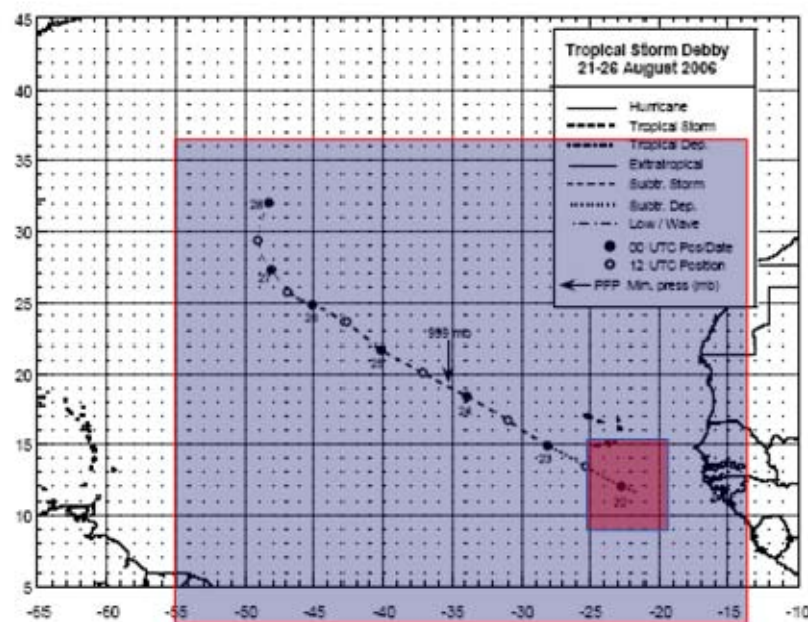 45
40
35
30
25
20
15
10
5
-65 -60 -55 -50 -45 -40 -35 -30 -25 -20 -15 -10
Tropical Storm Debby
21-26 August 2006
Hurricane
Tropical Storm
Tropical Dep.
Extratropical
Subtr. Storm
Subtr. Dep.
Low / Wave
00 UTC Pos/Date
12 UTC Position
PPP Min. press (mb)
28
27
26
25
999 mb
24
23
22